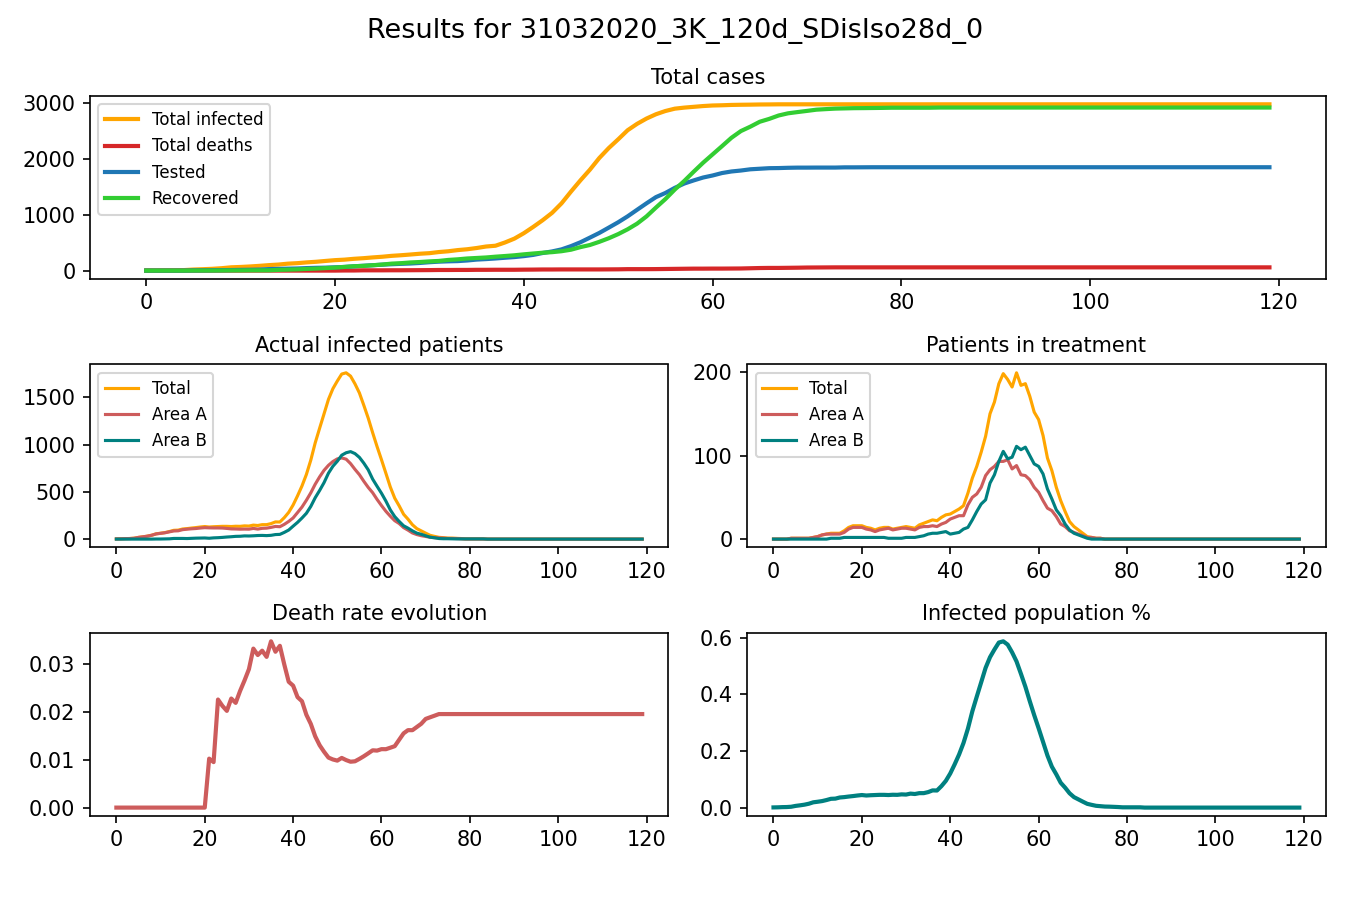 Results for 31032020_3K_120d_SDisIso28d_0
Total cases
3000
2000
1000
0
Total infected
Total deaths
Tested
Recovered
0 20 40 60 80 100 120
Actual infected patients
1500
1000
500
0
Total
Area A
Area B
0 20 40 60 80 100 120
Patients in treatment
200
100
0
Total
Area A
Area B
0 20 40 60 80 100 120
Death rate evolution
0.03
0.02
0.01
0.00
0 20 40 60 80 100 120
Infected population %
0.6
0.4
0.2
0.0
0 20 40 60 80 100 120